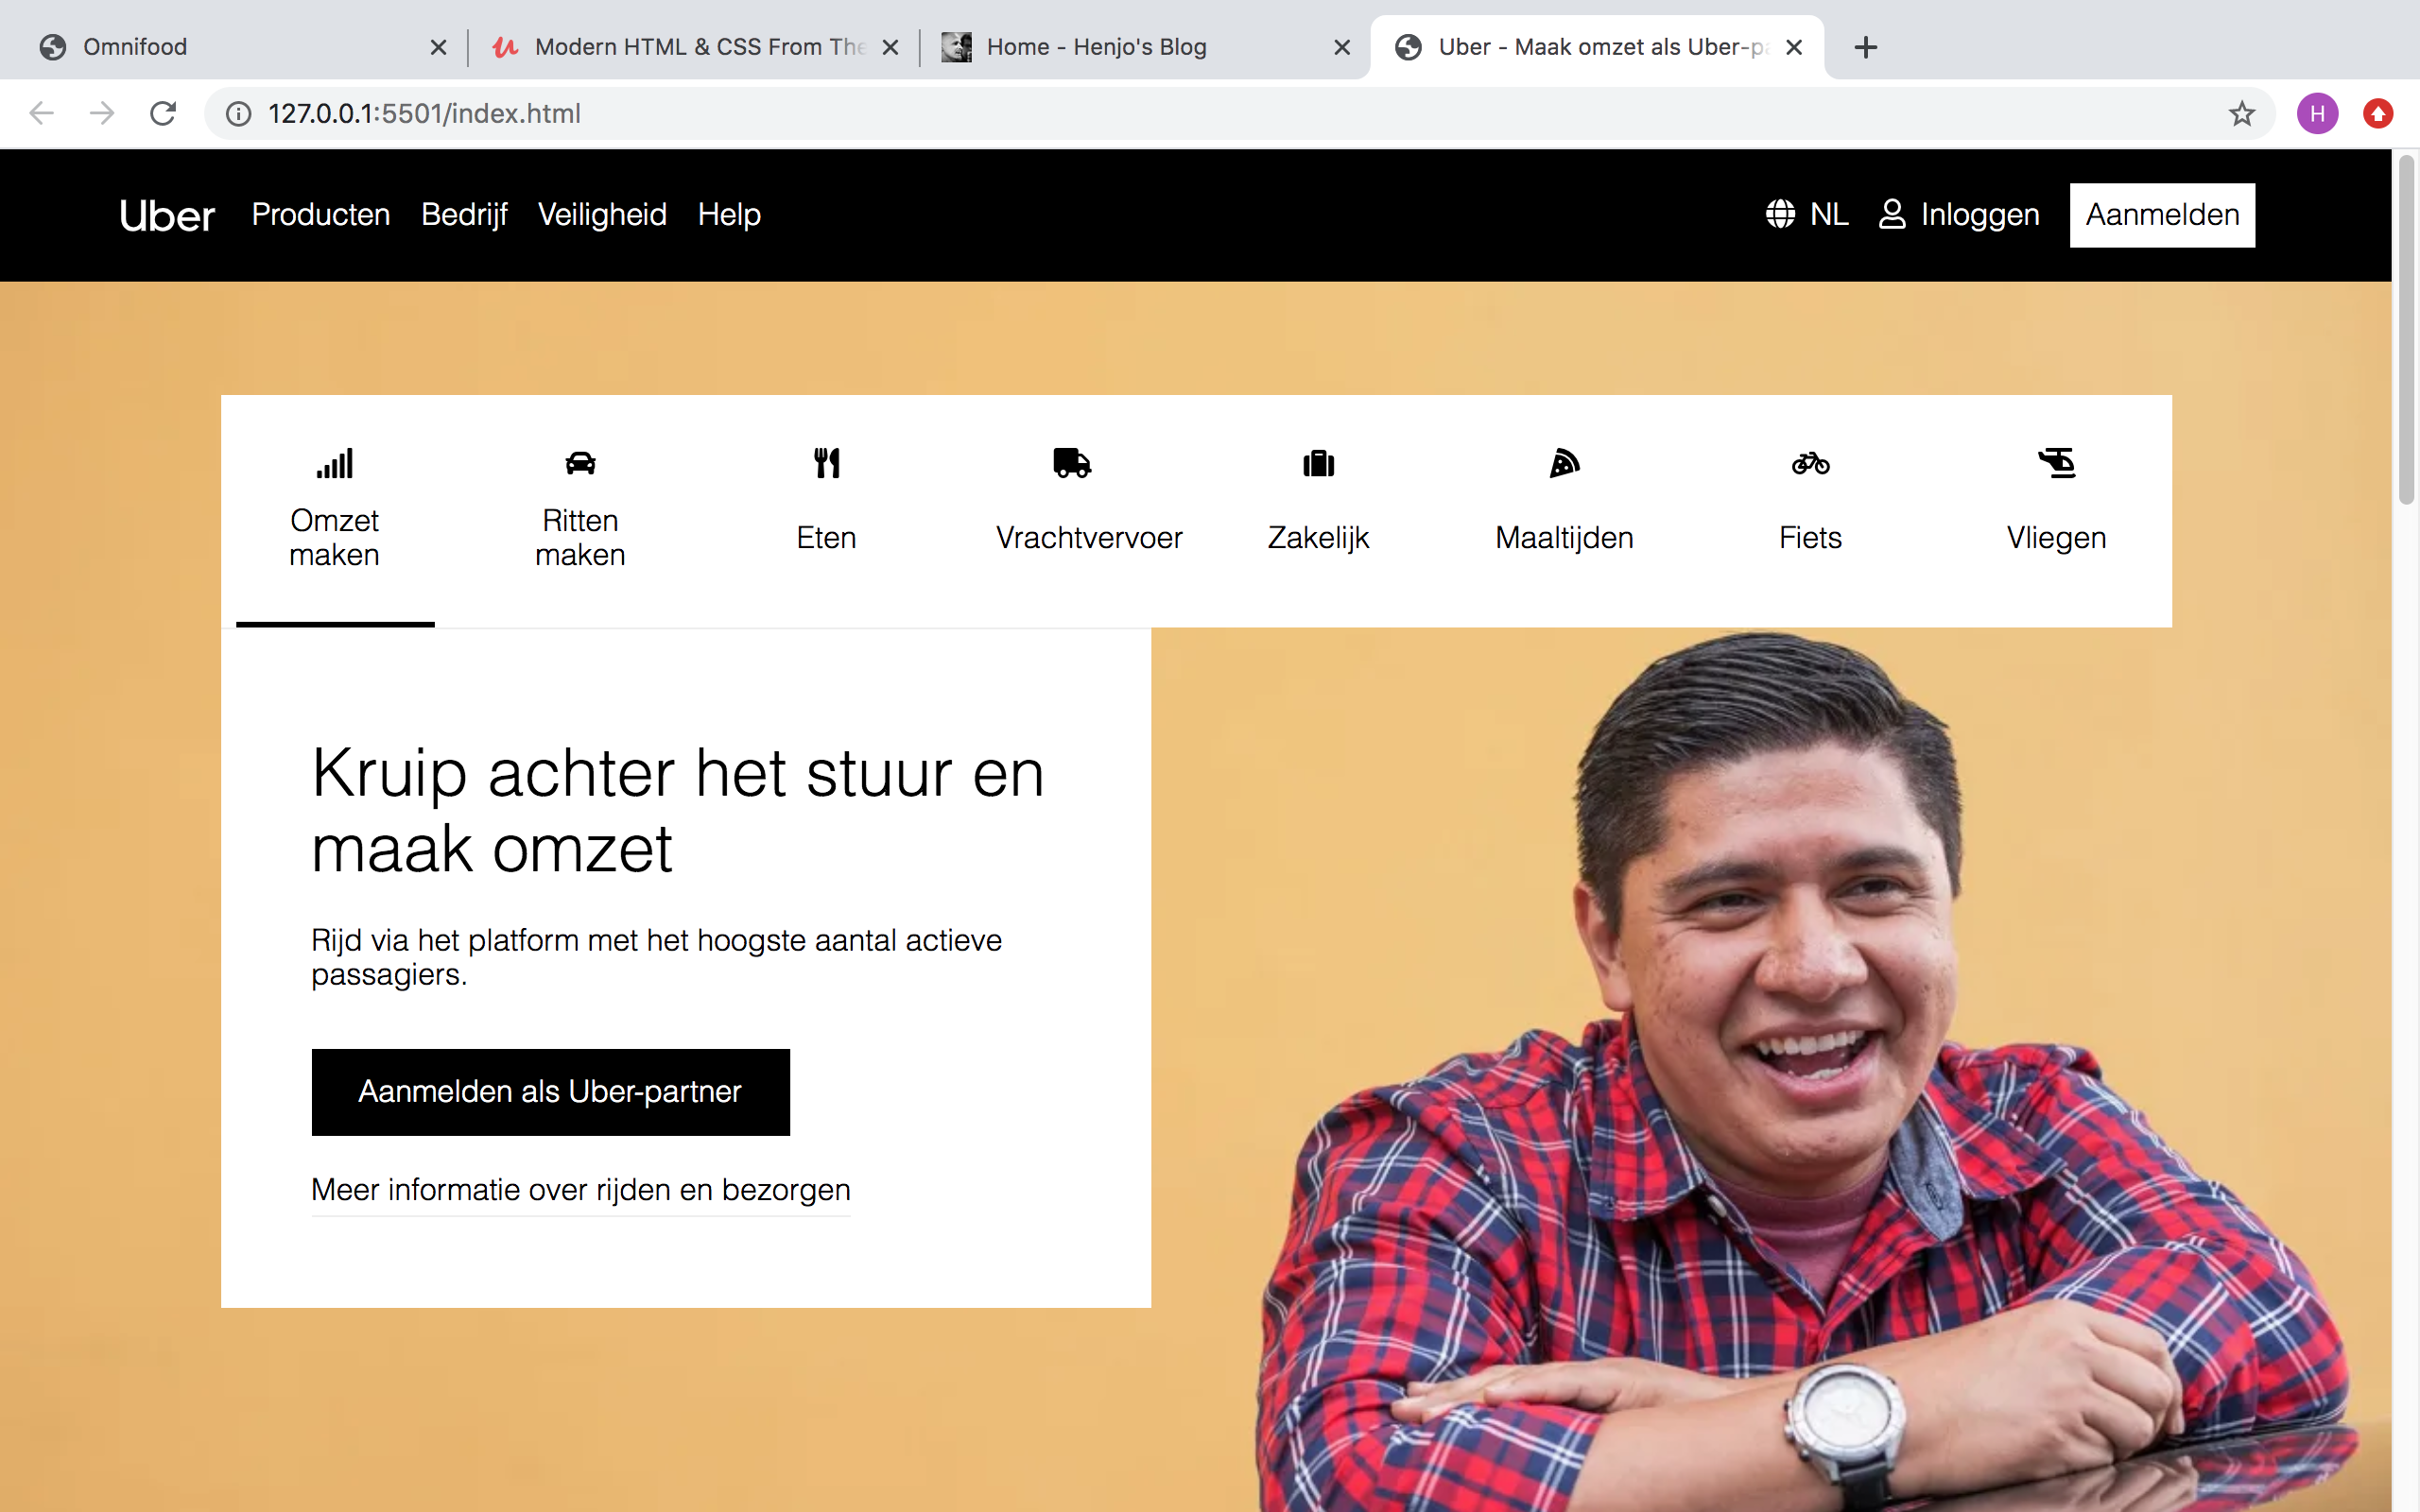 Omnifood
Modern HTML & CSS From The
Home - Henjo's Blog
Uber - Maak omzet als Uber-pa
127.0.0.1:5501/index.html
H
Uber Producten Bedrijf Veiligheid Help NL Inloggen Aanmelden
Omzet
maken
Ritten
maken
Eten
Vrachtvervoer
Zakelijk
Maaltijden
Fiets
Vliegen
Kruip achter het stuur en
maak omzet
Rijd via het platform met het hoogste aantal actieve
passagiers.
Aanmelden als Uber-partner
Meer informatie over rijden en bezorgen